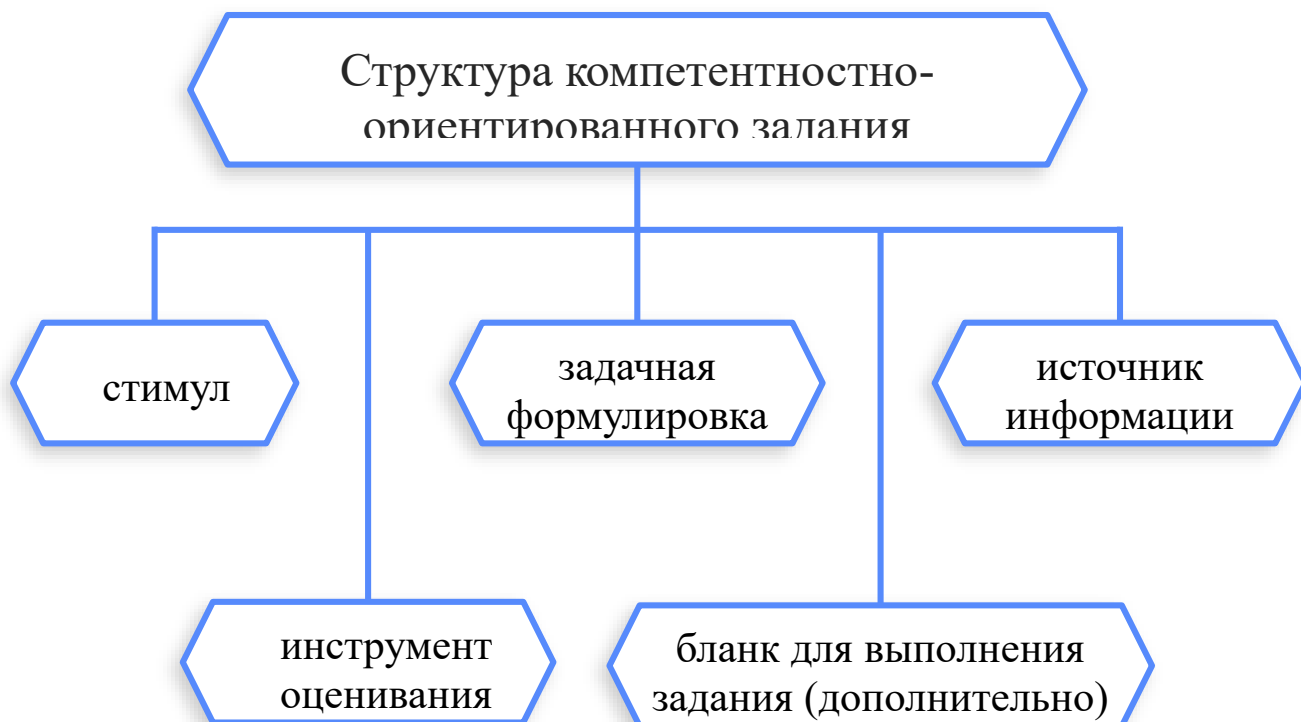 Структура компетентностно-
ориентированного задания
стимул
задачная
формулировка
источник
информации
инструмент
оценивания
бланк для выполнения
задания (дополнительно)